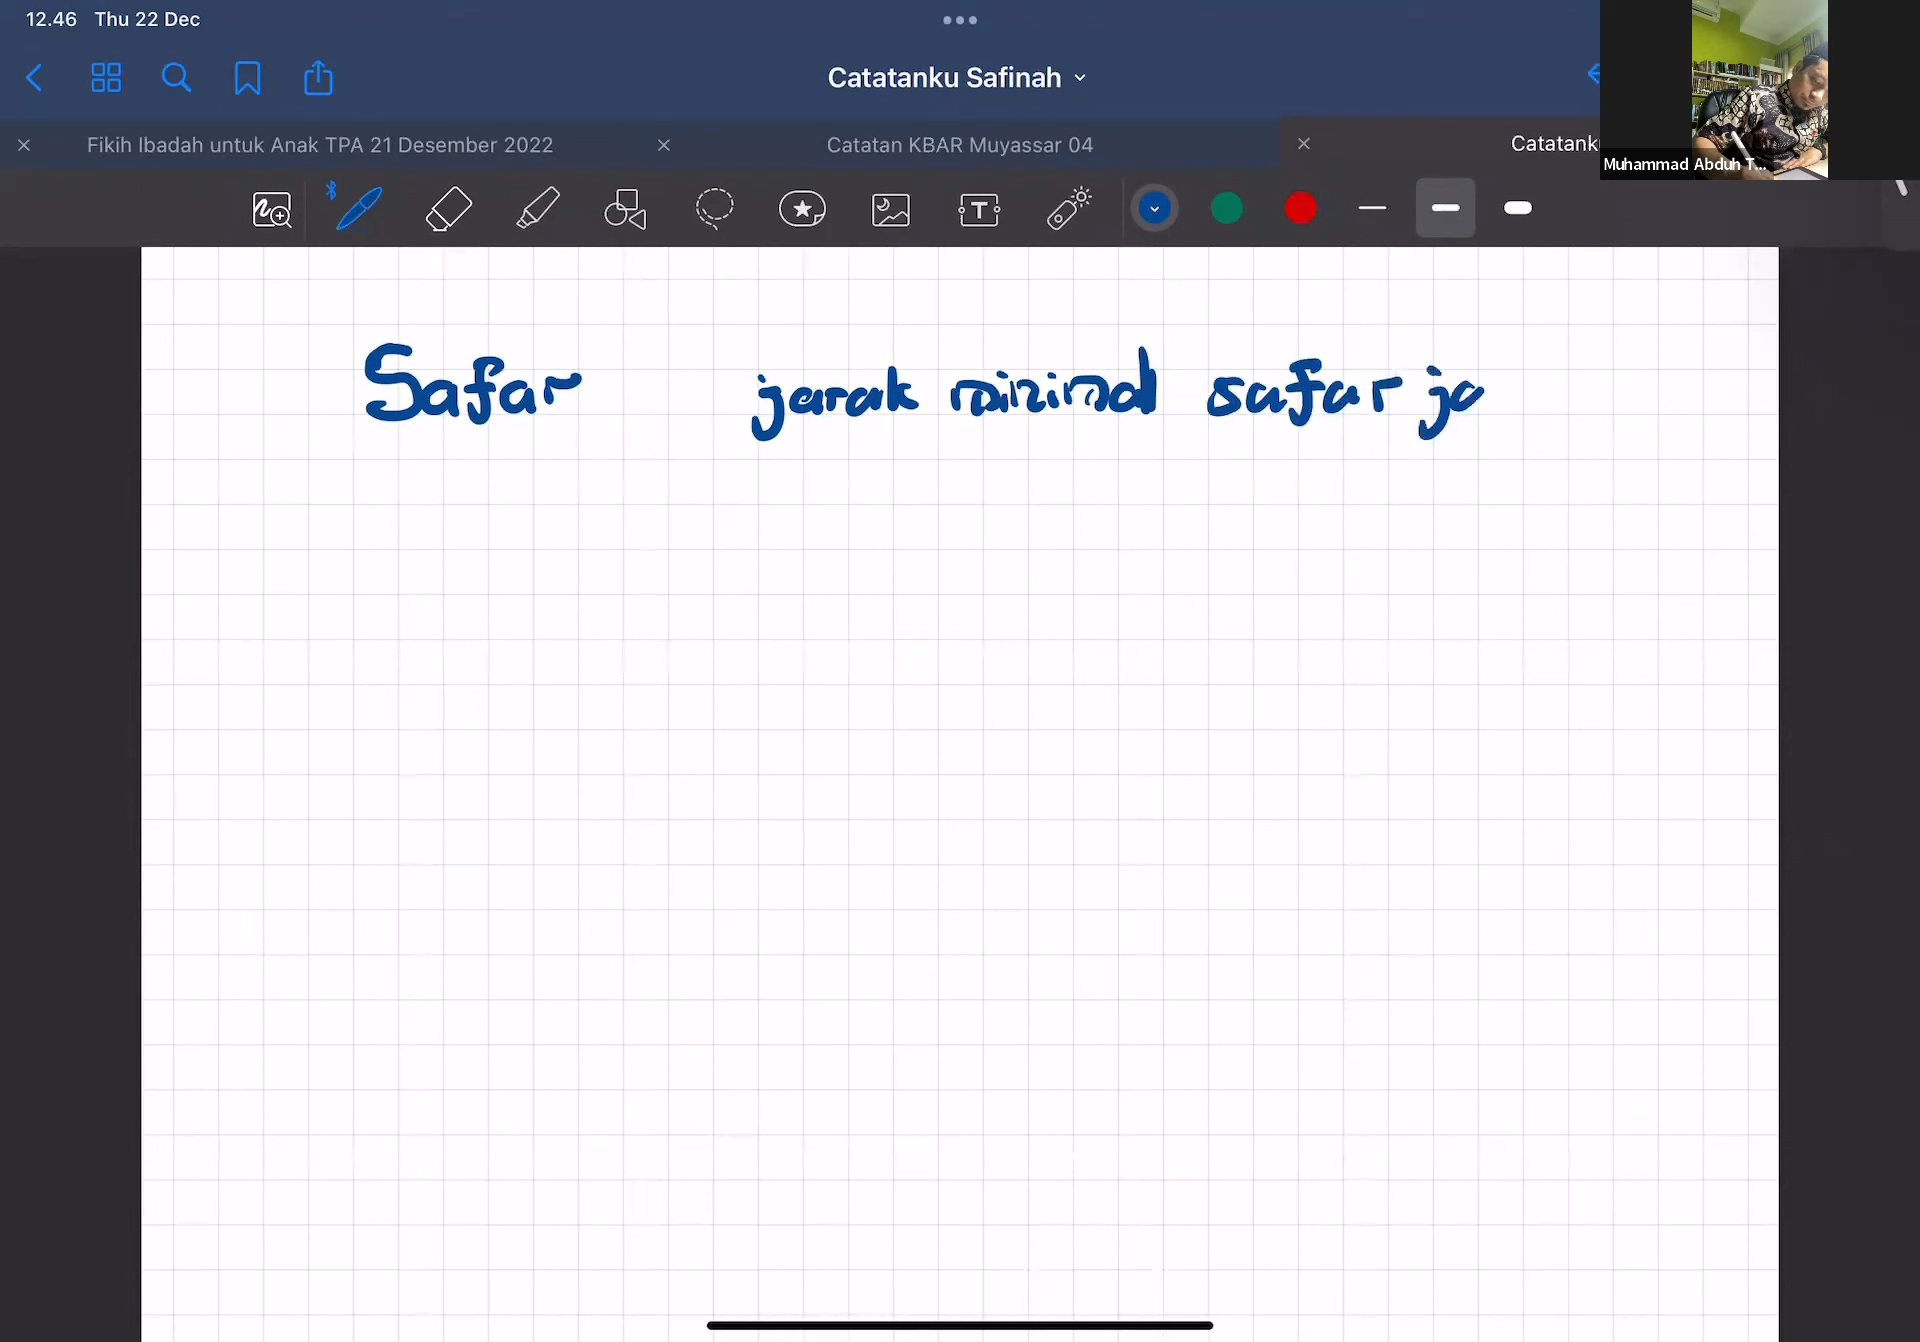 12.46 Thu 22 Dec
Catatanku Safinah
Fikih Ibadah untuk Anak TPA 21 Desember 2022
Catatan KBAR Muyassar 04
Catatank
Muhammad Abduh T...
T
Safar jarak minimal safar ja